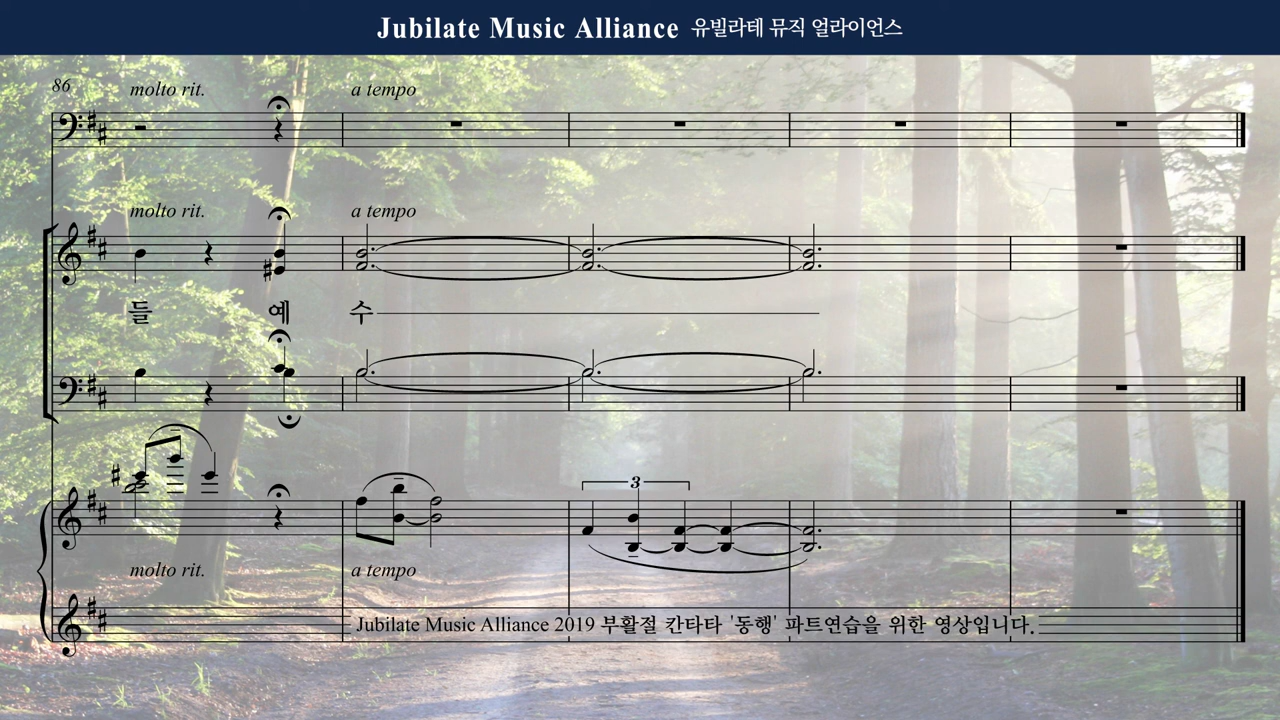 Jubilate Music Alliance 유빌라테 뮤직 얼라이언스
86 molto rit. a tempo
molto rit. a tempo
들 예 수
3
molto rit. a tempo
Jubilate Music Alliance 2019 부활절 칸타타 '동행' 파트연습을 위한 영상입니다.